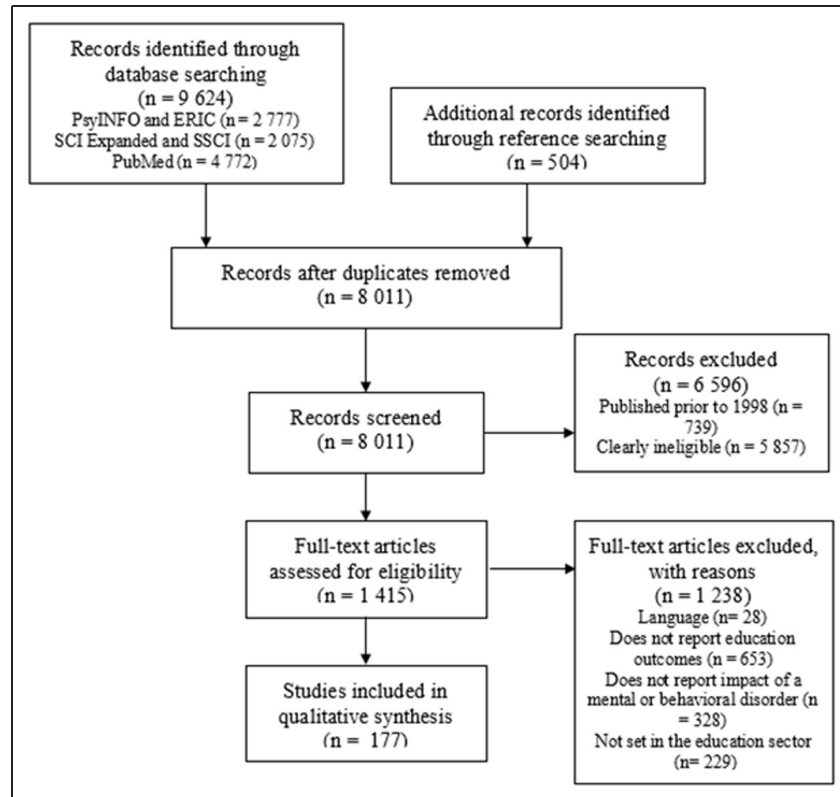 Records identified through
database searching
(n = 9 624)
PsyINFO and ERIC (n = 2 777)
SCI Expanded and SSCI (n = 2 075)
PubMed (n = 4 772)
Additional records identified
through reference searching
(n = 504)
Records after duplicates removed
(n = 8 011)
Records screened
(n = 8 011)
Records excluded
(n = 6 596)
Published prior to 1998 (n =
739)
Clearly ineligible (n = 5 857)
Full-text articles
assessed for eligibility
(n = 1 415)
Full-text articles excluded,
with reasons
(n = 1 238)
Language (n= 28)
Does not report education
outcomes (n = 653)
Does not report impact of a
mental or behavioral disorder (n
= 328)
Not set in the education sector
(n= 229)
Studies included in
qualitative synthesis
(n = 177)